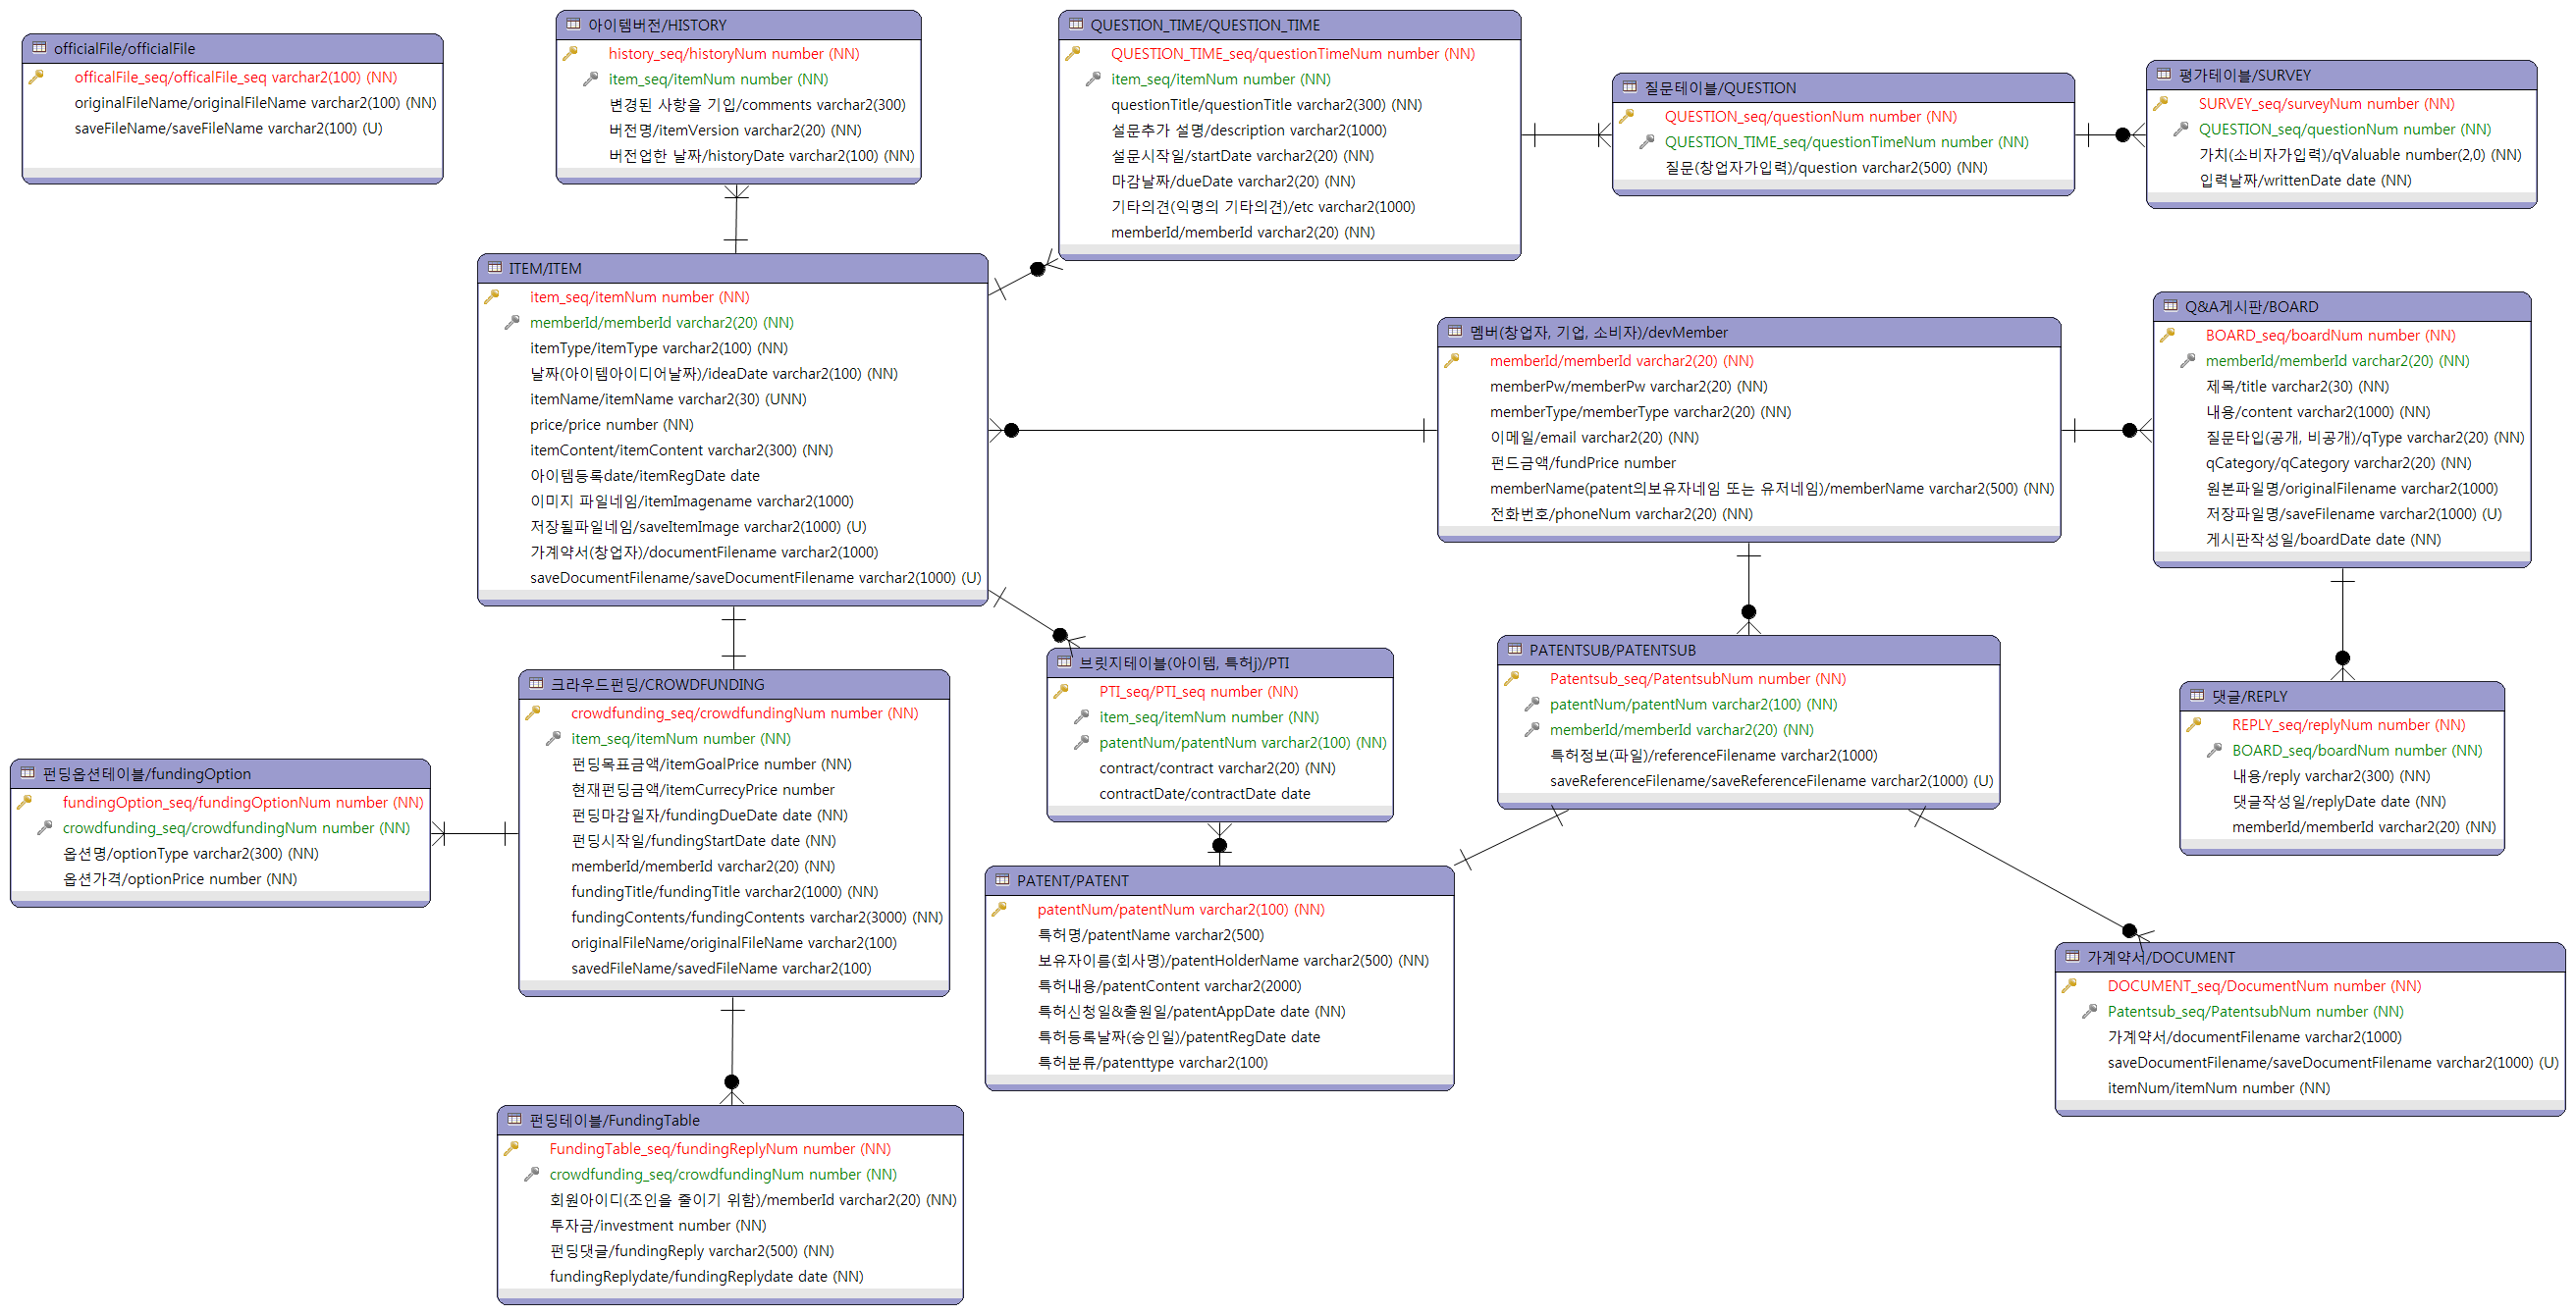 officialFile/officialFile
officalFile_seq/officalFile_seq varchar2(100) (NN)
originalFileName/originalFileName varchar2(100) (NN)
saveFileName/saveFileName varchar2(100) (U)
아이템버전/HISTORY
history_seq/historyNum number (NN)
item_seq/itemNum number (NN)
변경된 사항을 기입/comments varchar2(300)
버전명/itemVersion varchar2(20) (NN)
버전업한 날짜/historyDate varchar2(100) (NN)
QUESTION_TIME/QUESTION_TIME
QUESTION_TIME_seq/questionTimeNum number (NN)
item_seq/itemNum number (NN)
questionTitle/questionTitle varchar2(300) (NN)
설문추가 설명/description varchar2(1000)
설문시작일/startDate varchar2(20) (NN)
마감날짜/dueDate varchar2(20) (NN)
기타의견(익명의 기타의견)/etc varchar2(1000)
memberId/memberId varchar2(20) (NN)
질문테이블/QUESTION
QUESTION_seq/questionNum number (NN)
QUESTION_TIME_seq/questionTimeNum number (NN)
질문(창업자가입력)/question varchar2(500) (NN)
평가테이블/SURVEY
SURVEY_seq/surveyNum number (NN)
QUESTION_seq/questionNum number (NN)
가치(소비자가입력)/qValuable number(2,0) (NN)
입력날짜/writtenDate date (NN)
ITEM/ITEM
item_seq/itemNum number (NN)
memberId/memberId varchar2(20) (NN)
itemType/itemType varchar2(100) (NN)
날짜(아이템아이디어날짜)/ideaDate varchar2(100) (NN)
itemName/itemName varchar2(30) (UNN)
price/price number (NN)
itemContent/itemContent varchar2(300) (NN)
아이템등록date/itemRegDate date
이미지 파일네임/itemImagename varchar2(1000)
저장될파일네임/saveItemImage varchar2(1000) (U)
가계약서(창업자)/documentFilename varchar2(1000)
saveDocumentFilename/saveDocumentFilename varchar2(1000) (U)
멤버(창업자, 기업, 소비자)/devMember
memberId/memberId varchar2(20) (NN)
memberPw/memberPw varchar2(20) (NN)
memberType/memberType varchar2(20) (NN)
이메일/email varchar2(20) (NN)
펀드금액/fundPrice number
memberName(patent의보유자네임 또는 유저네임)/memberName varchar2(500) (NN)
전화번호/phoneNum varchar2(20) (NN)
Q&A게시판/BOARD
BOARD_seq/boardNum number (NN)
memberId/memberId varchar2(20) (NN)
제목/title varchar2(30) (NN)
내용/content varchar2(1000) (NN)
질문타입(공개, 비공개)/qType varchar2(20) (NN)
qCategory/qCategory varchar2(20) (NN)
원본파일명/originalFilename varchar2(1000)
저장파일명/saveFilename varchar2(1000) (U)
게시판작성일/boardDate date (NN)
크라우드펀딩/CROWDFUNDING
crowdfunding_seq/crowdfundingNum number (NN)
item_seq/itemNum number (NN)
펀딩목표금액/itemGoalPrice number (NN)
현재펀딩금액/itemCurrecyPrice number
펀딩마감일자/fundingDueDate date (NN)
펀딩시작일/fundingStartDate date (NN)
memberId/memberId varchar2(20) (NN)
fundingTitle/fundingTitle varchar2(1000) (NN)
fundingContents/fundingContents varchar2(3000) (NN)
originalFileName/originalFileName varchar2(100)
savedFileName/savedFileName varchar2(100)
브릿지테이블(아이템, 특허j)/PTI
PTI_seq/PTI_seq number (NN)
item_seq/itemNum number (NN)
patentNum/patentNum varchar2(100) (NN)
contract/contract varchar2(20) (NN)
contractDate/contractDate date
PATENTSUB/PATENTSUB
Patentsub_seq/PatentsubNum number (NN)
patentNum/patentNum varchar2(100) (NN)
memberId/memberId varchar2(20) (NN)
특허정보(파일)/referenceFilename varchar2(1000)
saveReferenceFilename/saveReferenceFilename varchar2(1000) (U)
댓글/REPLY
REPLY_seq/replyNum number (NN)
BOARD_seq/boardNum number (NN)
내용/reply varchar2(300) (NN)
댓글작성일/replyDate date (NN)
memberId/memberId varchar2(20) (NN)
펀딩옵션테이블/fundingOption
fundingOption_seq/fundingOptionNum number (NN)
crowdfunding_seq/crowdfundingNum number (NN)
옵션명/optionType varchar2(300) (NN)
옵션가격/optionPrice number (NN)
PATENT/PATENT
patentNum/patentNum varchar2(100) (NN)
특허명/patentName varchar2(500)
보유자이름(회사명)/patentHolderName varchar2(500) (NN)
특허내용/patentContent varchar2(2000)
특허신청일&출원일/patentAppDate date (NN)
특허등록날짜(승인일)/patentRegDate date
특허분류/patenttype varchar2(100)
가계약서/DOCUMENT
DOCUMENT_seq/DocumentNum number (NN)
Patentsub_seq/PatentsubNum number (NN)
가계약서/documentFilename varchar2(1000)
saveDocumentFilename/saveDocumentFilename varchar2(1000) (U)
itemNum/itemNum number (NN)
펀딩테이블/FundingTable
FundingTable_seq/fundingReplyNum number (NN)
crowdfunding_seq/crowdfundingNum number (NN)
회원아이디(조인을 줄이기 위함)/memberId varchar2(20) (NN)
투자금/investment number (NN)
펀딩댓글/fundingReply varchar2(500) (NN)
fundingReplydate/fundingReplydate date (NN)